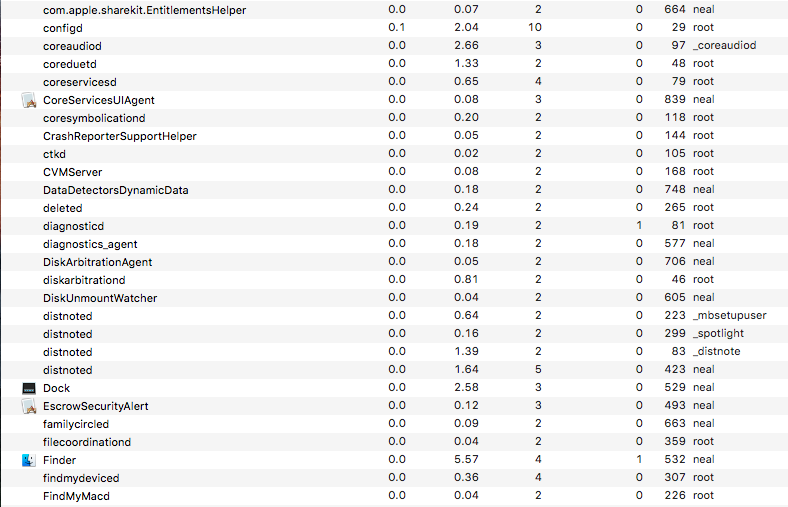 com.apple.sharekit.EntitlementsHelper 0.0 0.07 2 0 664 neal
configd 0.1 2.04 10 0 29 root
coreaudiod 0.0 2.66 3 0 97 _coreaudiod
coreduetd 0.0 1.33 2 0 48 root
coreservicesd 0.0 0.65 4 0 79 root
CoreServicesUIAgent 0.0 0.08 3 0 839 neal
coresymbolicationd 0.0 0.20 2 0 118 root
CrashReporterSupportHelper 0.0 0.05 2 0 144 root
ctkd 0.0 0.02 2 0 105 root
CVMServer 0.0 0.08 2 0 168 root
DataDetectorsDynamicData 0.0 0.18 2 0 748 neal
deleted 0.0 0.24 2 0 265 root
diagnosticd 0.0 0.19 2 1 81 root
diagnostics_agent 0.0 0.18 2 0 577 neal
DiskArbitrationAgent 0.0 0.05 2 0 706 neal
diskarbitrationd 0.0 0.81 2 0 46 root
DiskUnmountWatcher 0.0 0.04 2 0 605 neal
distnoted 0.0 0.64 2 0 223 _mbsetupuser
distnoted 0.0 0.16 2 0 299 _spotlight
distnoted 0.0 1.39 2 0 83 _distnote
distnoted 0.0 1.64 5 0 423 neal
Dock 0.0 2.58 3 0 529 neal
EscrowSecurityAlert 0.0 0.12 3 0 493 neal
familycircled 0.0 0.09 2 0 663 neal
filecoordinationd 0.0 0.04 2 0 359 root
Finder 0.0 5.57 4 1 532 neal
findmydeviced 0.0 0.36 4 0 307 root
FindMyMacd 0.0 0.04 2 0 226 root